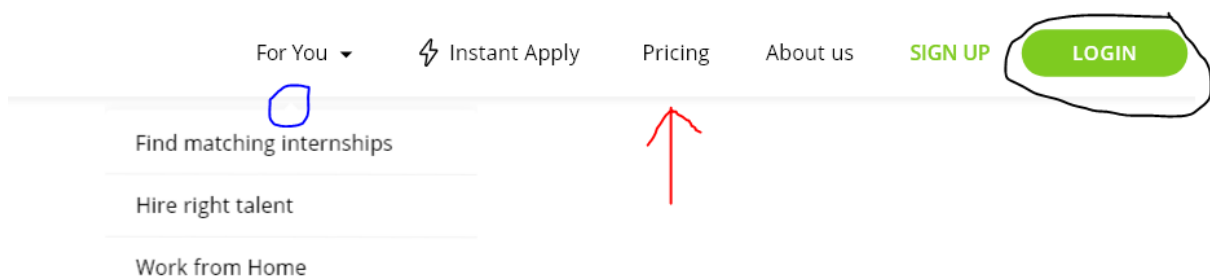 For You Instant Apply Pricing About us SIGN UP LOGIN
Find matching internships
Hire right talent
Work from Home